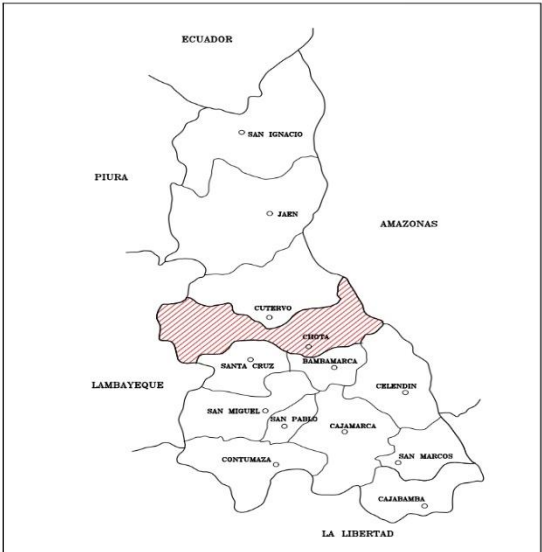 ECUADOR
SAN IGNACIO
PIURA
JAEN
AMAZONAS
CUTERVO
CHOTA
BAMBAMARCA
SANTA CRUZ
LAMBAYEQUE
CELENDIN
SAN MIGUEL
SAN PABLO
CAJAMARCA
CONTUMAZA
SAN MARCOS
CAJABAMBA
LA LIBERTAD